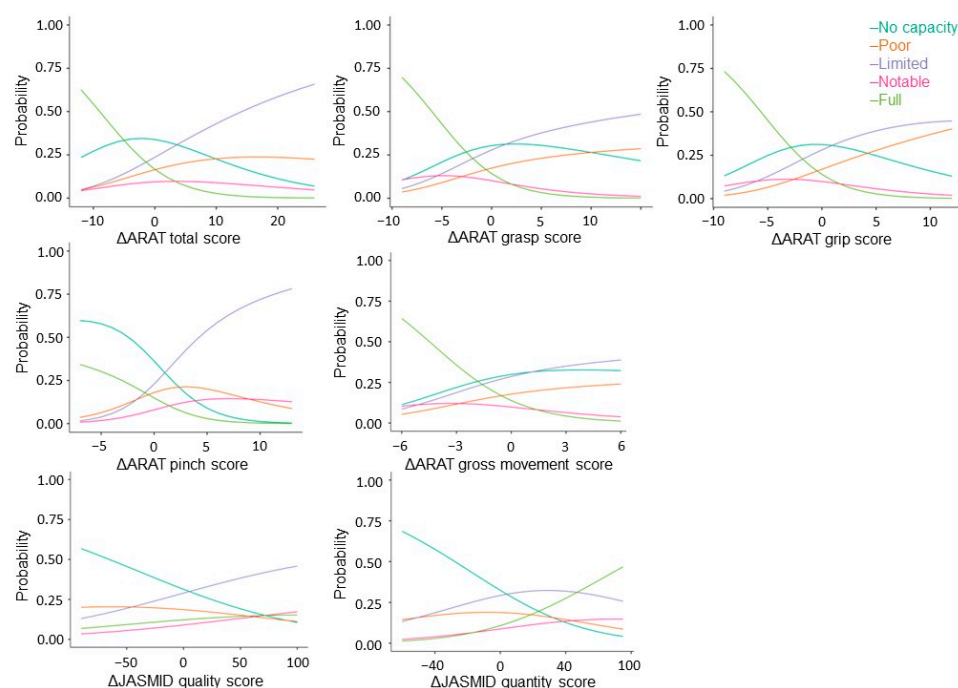 1.00
0.75
0.50
0.25
0.00
Probability
−10 0 10 20
ΔARAT total score
1.00
0.75
0.50
0.25
0.00
Probability
−10 −5 0 5 10
ΔARAT grasp score
1.00
0.75
0.50
0.25
0.00
Probability
−10 −5 0 5 10
ΔARAT grip score
–No capacity
–Poor
–Limited
–Notable
–Full
1.00
0.75
0.50
0.25
0.00
Probability
−5 0 5 10
ΔARAT pinch score
1.00
0.75
0.50
0.25
0.00
Probability
−6 −3 0 3 6
ΔARAT gross movement score
1.00
0.75
0.50
0.25
0.00
Probability
−50 0 50 100
ΔJASMID quality score
1.00
0.75
0.50
0.25
0.00
Probability
−40 0 40 100
ΔJASMID quantity score